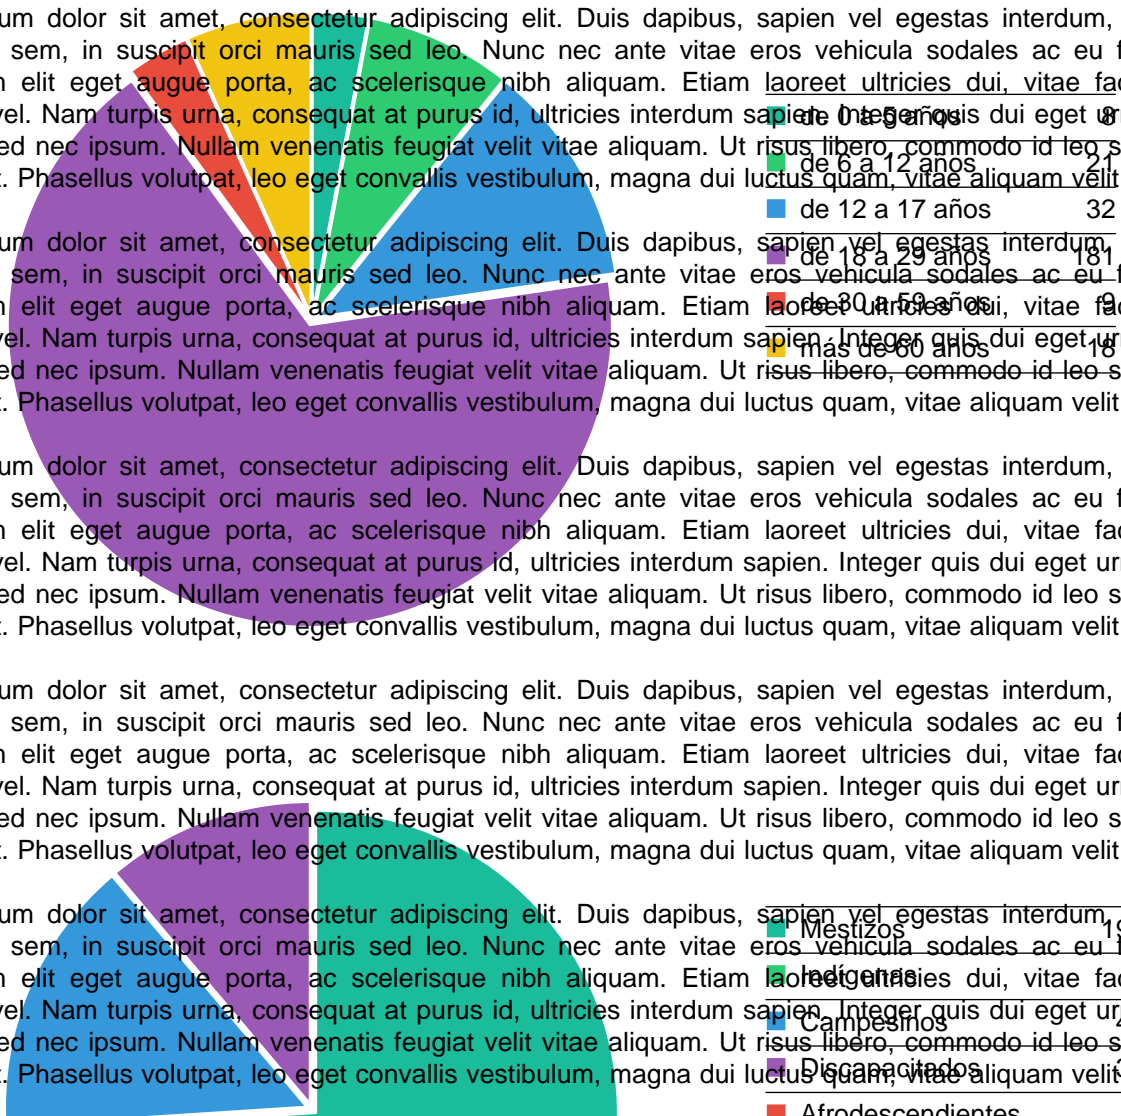 um dolor sit amet, consectetur adipiscing elit. Duis dapibus, sapien vel egestas interdum,
sem, in suscipit orci mauris sed leo. Nunc nec ante vitae eros vehicula sodales ac eu
elit eget augue porta, ac scelerisque nibh aliquam. Etiam laoreet ultricies dui, vitae fac
vel. Nam turpis urna, consequat at purus id, ultricies interdum sapien. Integer quis dui eget ur
de 0 a 5 años 8
ed nec ipsum. Nullam venenatis feugiat velit vitae aliquam. Ut risus libero, commodo id leo s
de 6 a 12 años 21
. Phasellus volutpat, leo eget convallis vestibulum, magna dui luctus quam, vitae aliquam velit
de 12 a 17 años 32
um dolor sit amet, consectetur adipiscing elit. Duis dapibus, sapien vel egestas interdum,
de 18 a 29 años 181
sem, in suscipit orci mauris sed leo. Nunc nec ante vitae eros vehicula sodales ac eu
elit eget augue porta, ac scelerisque nibh aliquam. Etiam laoreet ultricies dui, vitae fac
de 30 a 59 años 9
vel. Nam turpis urna, consequat at purus id, ultricies interdum sapien. Integer quis dui eget ur
más de 60 años 18
ed nec ipsum. Nullam venenatis feugiat velit vitae aliquam. Ut risus libero, commodo id leo s
. Phasellus volutpat, leo eget convallis vestibulum, magna dui luctus quam, vitae aliquam velit
um dolor sit amet, consectetur adipiscing elit. Duis dapibus, sapien vel egestas interdum,
sem, in suscipit orci mauris sed leo. Nunc nec ante vitae eros vehicula sodales ac eu
elit eget augue porta, ac scelerisque nibh aliquam. Etiam laoreet ultricies dui, vitae fac
vel. Nam turpis urna, consequat at purus id, ultricies interdum sapien. Integer quis dui eget ur
ed nec ipsum. Nullam venenatis feugiat velit vitae aliquam. Ut risus libero, commodo id leo s
. Phasellus volutpat, leo eget convallis vestibulum, magna dui luctus quam, vitae aliquam velit
um dolor sit amet, consectetur adipiscing elit. Duis dapibus, sapien vel egestas interdum,
sem, in suscipit orci mauris sed leo. Nunc nec ante vitae eros vehicula sodales ac eu
elit eget augue porta, ac scelerisque nibh aliquam. Etiam laoreet ultricies dui, vitae fac
vel. Nam turpis urna, consequat at purus id, ultricies interdum sapien. Integer quis dui eget ur
ed nec ipsum. Nullam venenatis feugiat velit vitae aliquam. Ut risus libero, commodo id leo s
. Phasellus volutpat, leo eget convallis vestibulum, magna dui luctus quam, vitae aliquam velit
um dolor sit amet, consectetur adipiscing elit. Duis dapibus, sapien vel egestas interdum,
Mestizos
sem, in suscipit orci mauris sed leo. Nunc nec ante vitae eros vehicula sodales ac eu
elit eget augue porta, ac scelerisque nibh aliquam. Etiam laoreet ultricies dui, vitae fac
Indígenas
vel. Nam turpis urna, consequat at purus id, ultricies interdum sapien. Integer quis dui eget ur
Campesinos
ed nec ipsum. Nullam venenatis feugiat velit vitae aliquam. Ut risus libero, commodo id leo s
Discapacitados
. Phasellus volutpat, leo eget convallis vestibulum, magna dui luctus quam, vitae aliquam velit
Afrodescendientes